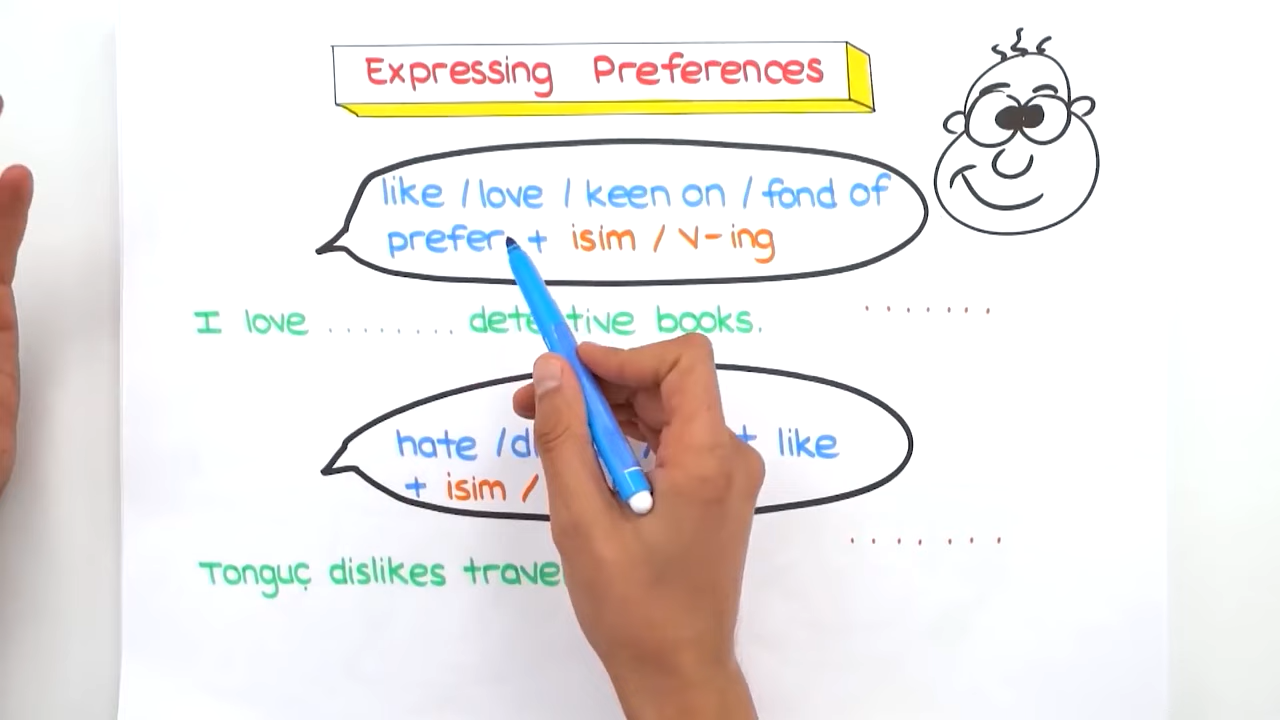 Expressing Preferences
like / love / keen on / fond of
prefer + isim / v-ing
I love ........ detective books. .......
hate / like
+ isim /
.......
Tonguç dislikes